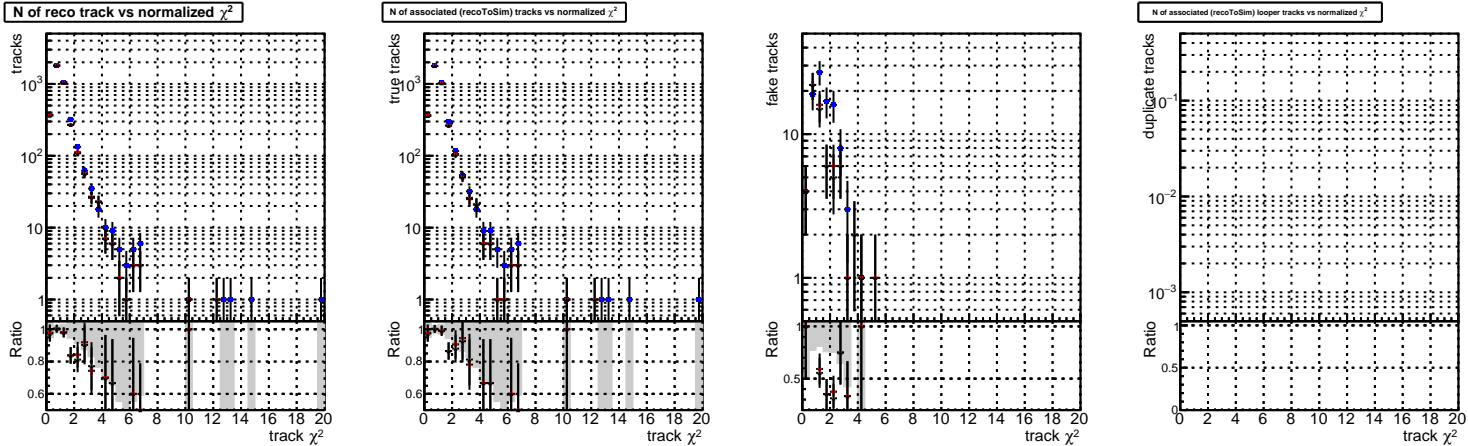 N of reco track vs normalized χ²
tracks
10³
10²
10
1
Ratio
1
0.8
0.6
0 2 4 6 8 10 12 14 16 18 20
track χ²
N of associated (recoToSim) tracks vs normalized χ²
true tracks
10³
10²
10
1
Ratio
1
0.8
0.6
0 2 4 6 8 10 12 14 16 18 20
track χ²
fake tracks
10
1
Ratio
1
0.5
0 2 4 6 8 10 12 14 16 18 20
track χ²
N of associated (recoToSim) looper tracks vs normalized χ²
duplicate tracks
10⁻¹
10⁻²
10⁻³
Ratio
1
0.5
0
0 2 4 6 8 10 12 14 16 18 20
track χ²